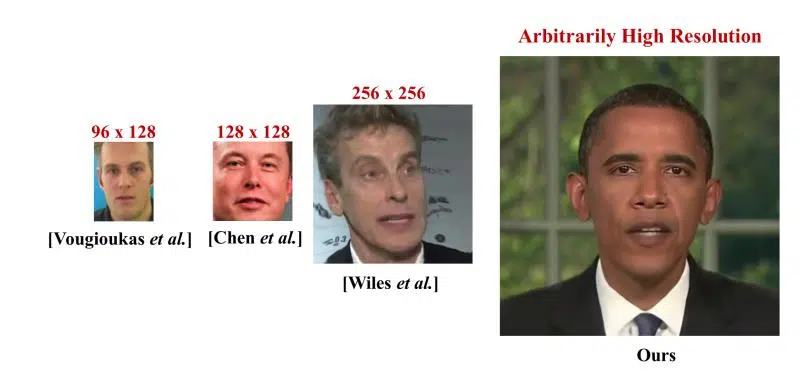 Arbitrarily High Resolution
256 x 256
96 x 128
128 x 128
[Vougioukas et al.]
[Chen et al.]
[Wiles et al.]
Ours